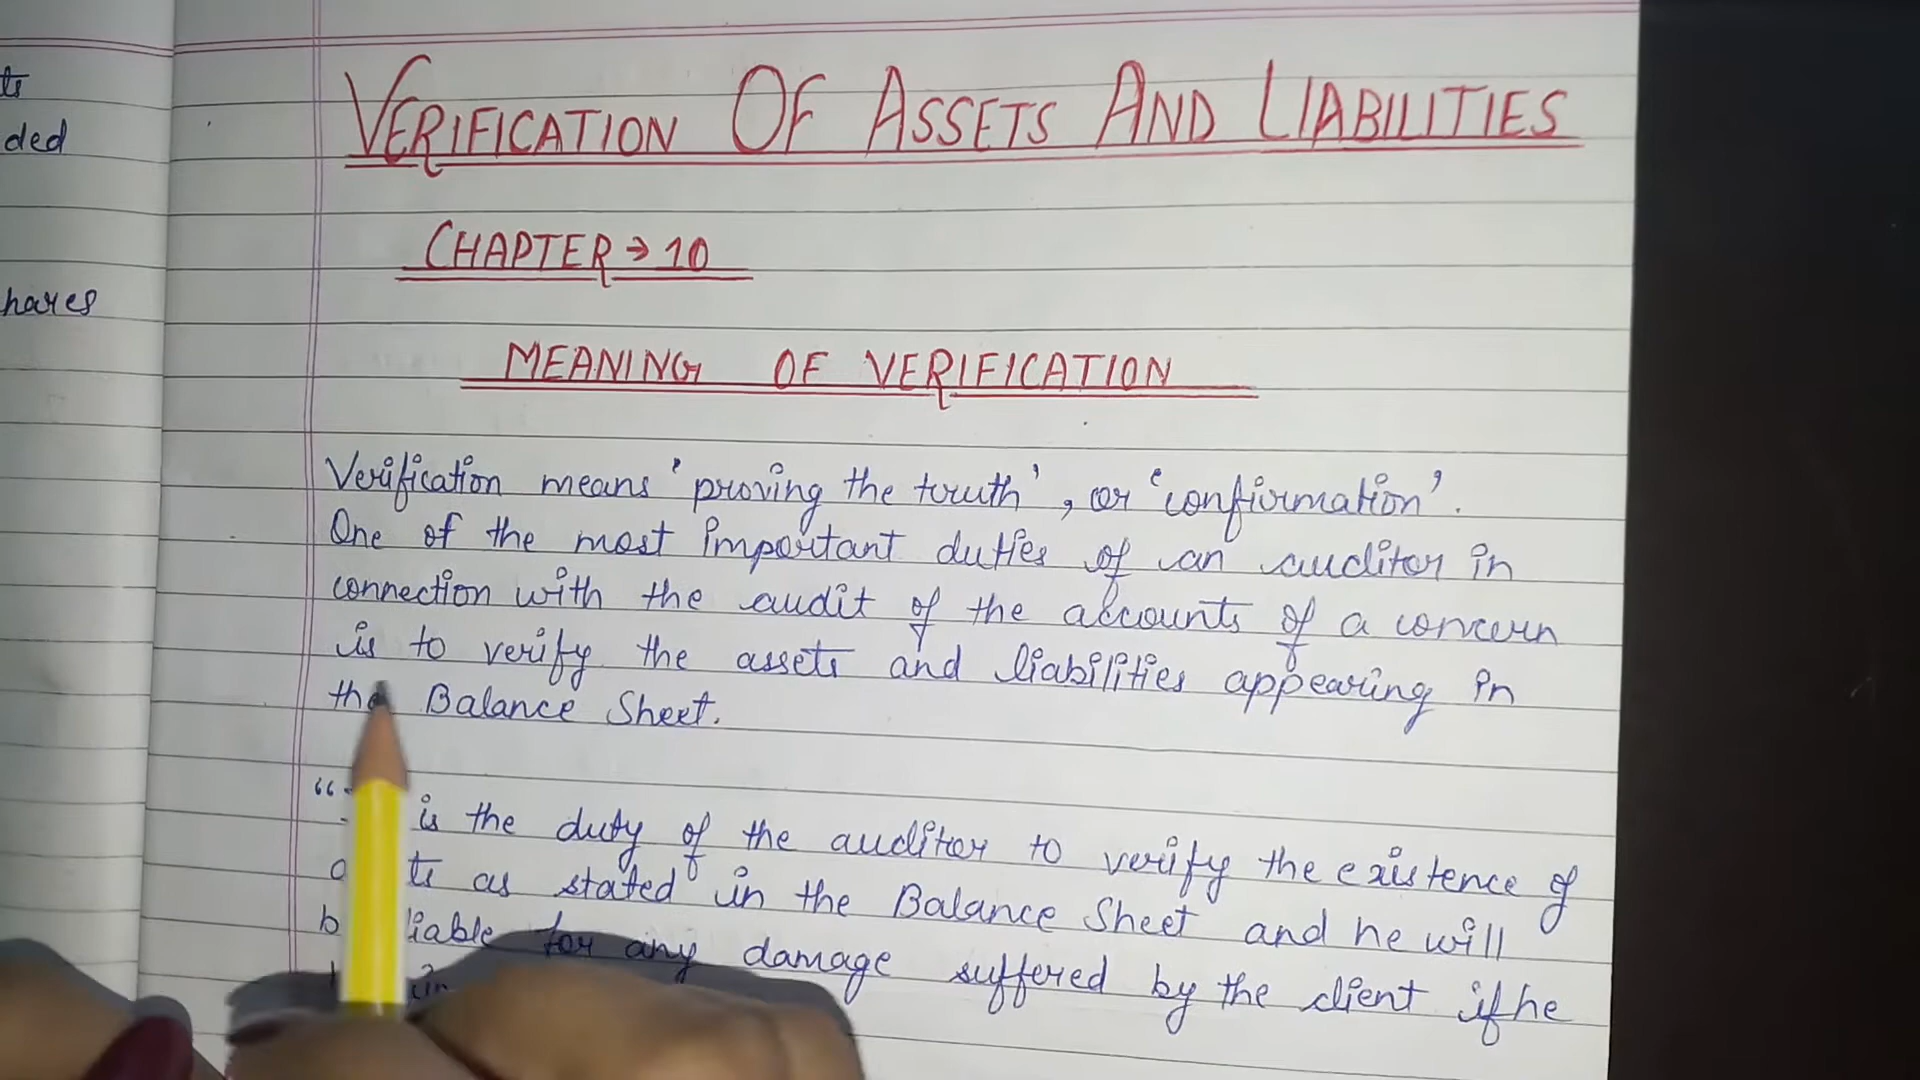 ts
ded
hares
VERIFICATION OF ASSETS AND LIABILITIES
CHAPTER → 10
MEANING OF VERIFICATION
Verification means 'proving the truth', or 'confirmation'.
One of the most important duties of an auditor in
connection with the audit of the accounts of a concern
is to verify the assets and liabilities appearing in
the Balance Sheet.
“ is the duty of the auditor to verify the existence of
ts as stated in the Balance Sheet and he will
b liable for any damage suffered by the client if he